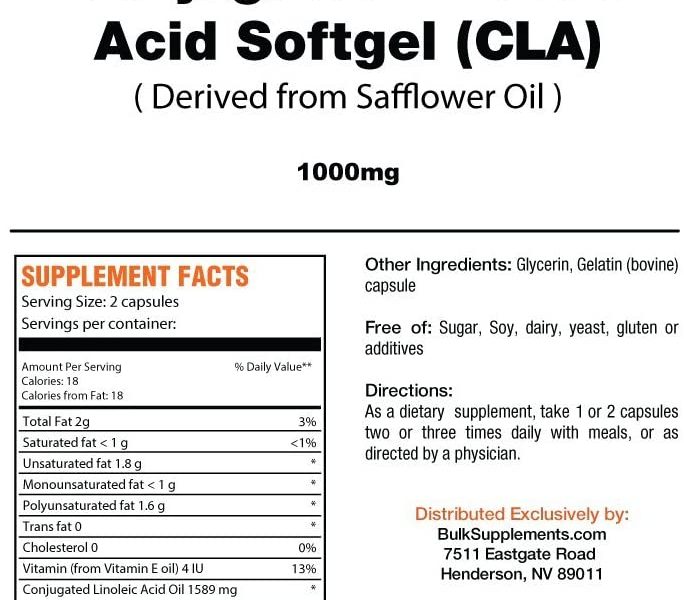 Acid Softgel (CLA)
( Derived from Safflower Oil )
1000mg
SUPPLEMENT FACTS
Serving Size: 2 capsules
Servings per container:
Amount Per Serving % Daily Value**
Calories: 18
Calories from Fat: 18
Total Fat 2g 3%
Saturated fat < 1 g <1%
Unsaturated fat 1.8 g *
Monounsaturated fat < 1 g *
Polyunsaturated fat 1.6 g *
Trans fat 0 *
Cholesterol 0 0%
Vitamin (from Vitamin E oil) 4 IU 13%
Conjugated Linoleic Acid Oil 1589 mg *
Other Ingredients: Glycerin, Gelatin (bovine)
capsule
Free of: Sugar, Soy, dairy, yeast, gluten or
additives
Directions:
As a dietary supplement, take 1 or 2 capsules
two or three times daily with meals, or as
directed by a physician.
Distributed Exclusively by:
BulkSupplements.com
7511 Eastgate Road
Henderson, NV 89011